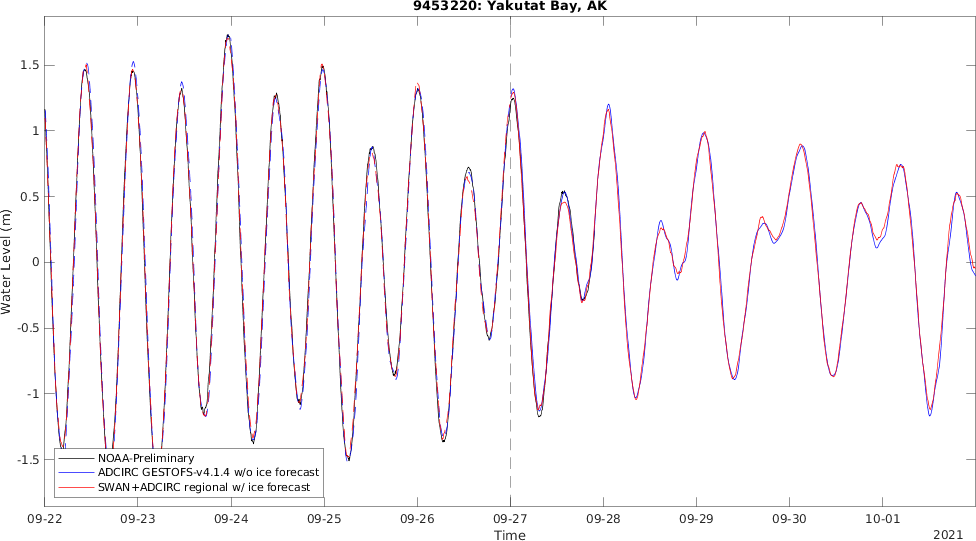 9453220: Yakutat Bay, AK
Water Level (m)
1.5
1
0.5
0
-0.5
-1
-1.5
NOAA-Preliminary
ADCIRC GESTOFS-v4.1.4 w/o ice forecast
SWAN+ADCIRC regional w/ ice forecast
09-22 09-23 09-24 09-25 09-26 09-27 09-28 09-29 09-30 10-01
Time
2021